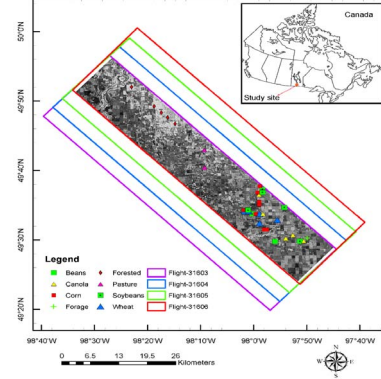 Canada
Study site
50°0'N
49°50'N
49°40'N
49°30'N
49°20'N
Legend
Beans
Forested
Flight-31603
Canola
Pasture
Flight-31604
Corn
Soybeans
Flight-31605
Forage
Wheat
Flight-31606
98°40'W
98°30'W
98°20'W
98°10'W
98°0'W
97°50'W
97°40'W
0 6.5 13 19.5 26
Kilometers
N
W
E
S